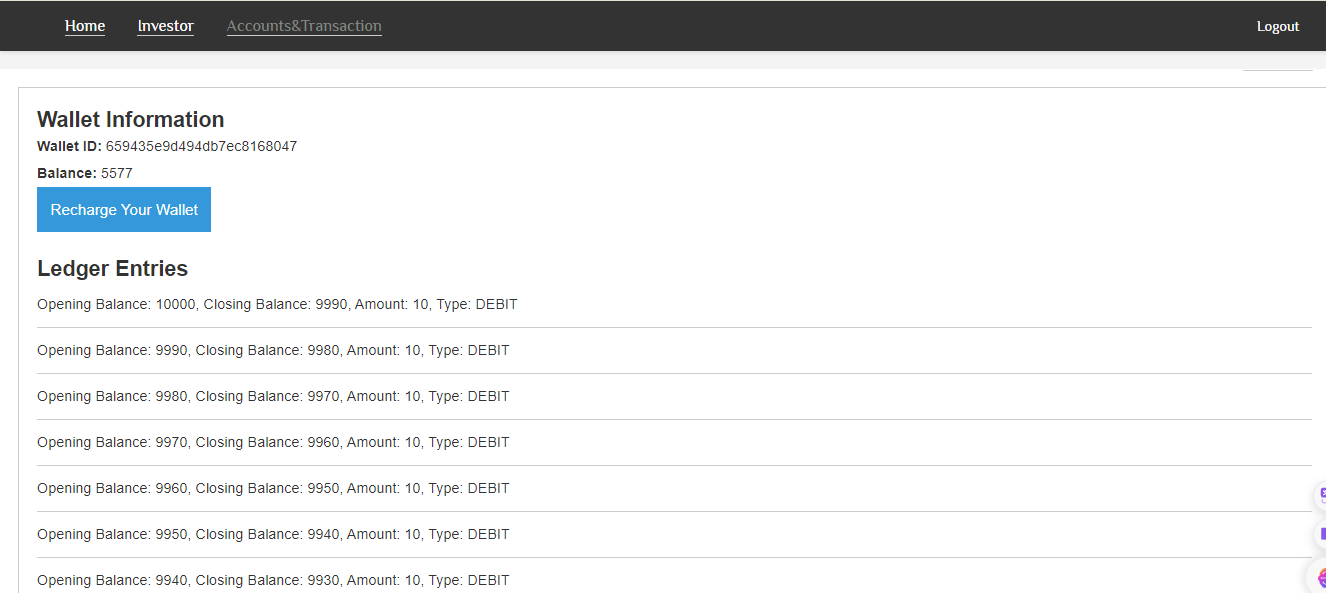 Home Investor Accounts&Transaction Logout
Wallet Information
Wallet ID: 659435e9d494db7ec8168047
Balance: 5577
Recharge Your Wallet
Ledger Entries
Opening Balance: 10000, Closing Balance: 9990, Amount: 10, Type: DEBIT
Opening Balance: 9990, Closing Balance: 9980, Amount: 10, Type: DEBIT
Opening Balance: 9980, Closing Balance: 9970, Amount: 10, Type: DEBIT
Opening Balance: 9970, Closing Balance: 9960, Amount: 10, Type: DEBIT
Opening Balance: 9960, Closing Balance: 9950, Amount: 10, Type: DEBIT
Opening Balance: 9950, Closing Balance: 9940, Amount: 10, Type: DEBIT
Opening Balance: 9940, Closing Balance: 9930, Amount: 10, Type: DEBIT